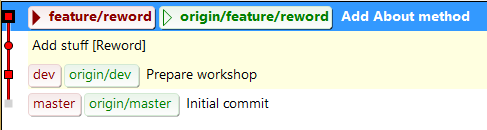 feature/reword origin/feature/reword Add About method
Add stuff [Reword]
dev origin/dev Prepare workshop
master origin/master Initial commit